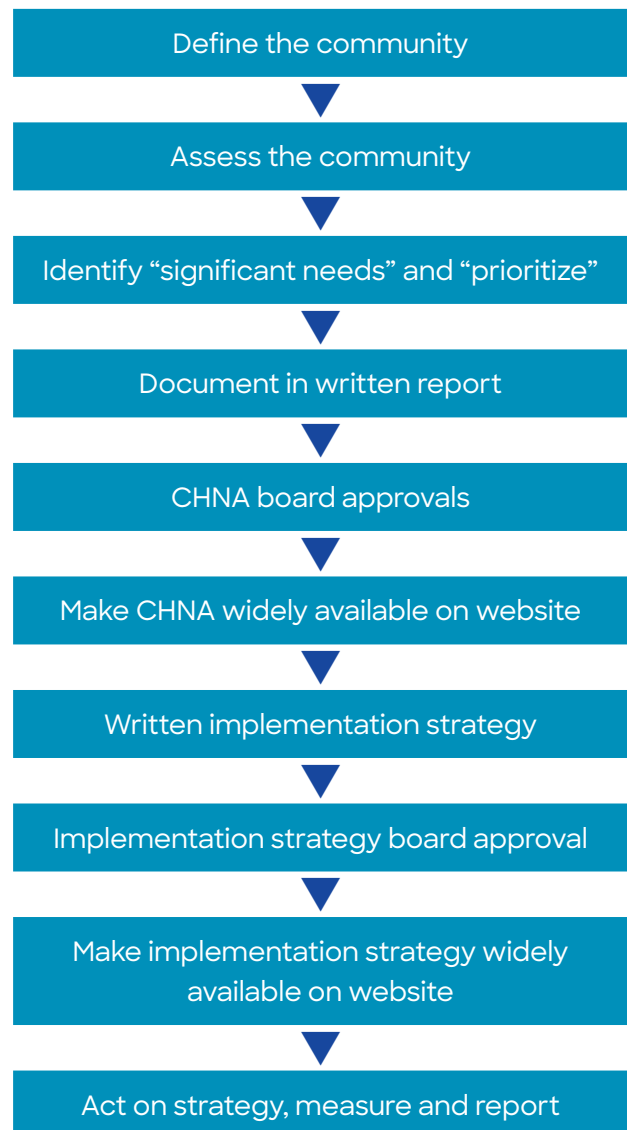 Define the community
Assess the community
Identify “significant needs” and “prioritize”
Document in written report
CHNA board approvals
Make CHNA widely available on website
Written implementation strategy
Implementation strategy board approval
Make implementation strategy widely
available on website
Act on strategy, measure and report